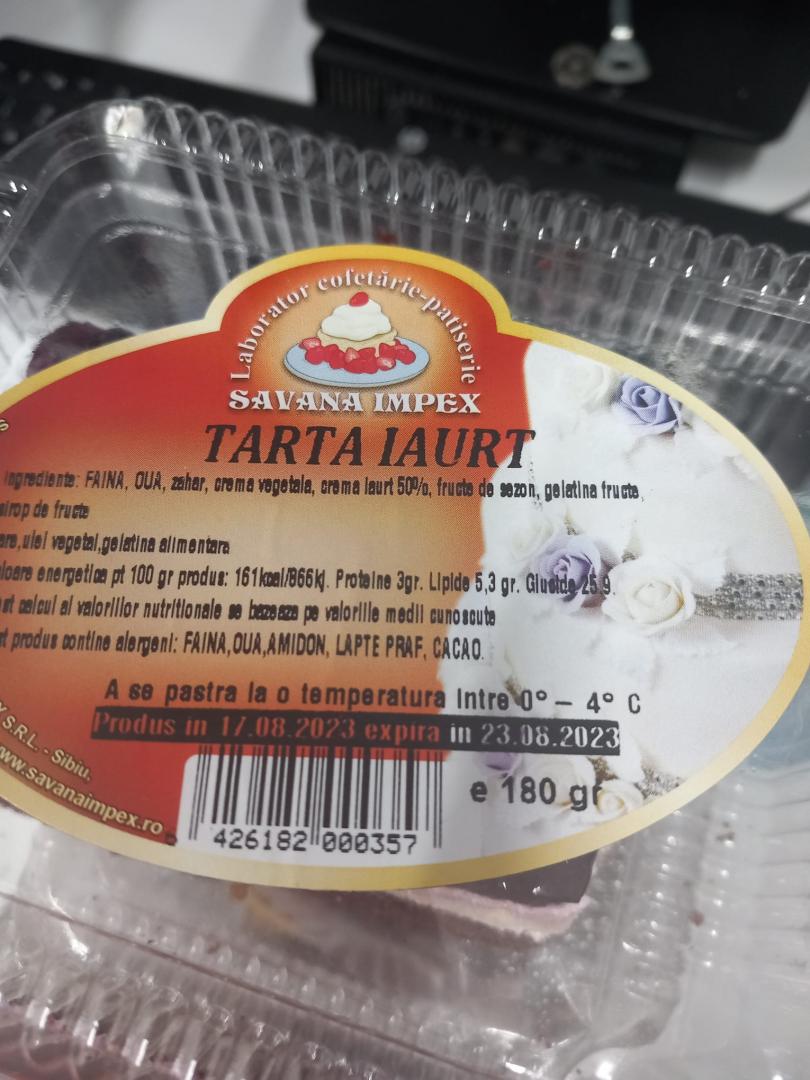 Laborator cofetărie-patiserie
SAVANA IMPEX
TARTA IAURT
Ingrediente: FAINA, OUA, zahar, crema vegetala, crema iaurt 50%, fructe de sezon, gelatina fructe,
sirop de fructe
ulei vegetal,gelatina alimentara
energetica pt 100 gr produs: 161kcal/866kj. Proteine 3gr. Lipide 5,3 gr. Glucide 25.9.
calcul al valorilor nutritionale se bazeaza pe valorile medii cunoscute
produs contine alergeni: FAINA,OUA,AMIDON, LAPTE PRAF, CACAO.
A se pastra la o temperatura intre 0° – 4° C
Produs in 17.08.2023 expira in 23.08.2023
S.R.L. - Sibiu,
www.savanaimpex.ro
e 180 gr
426182 000357